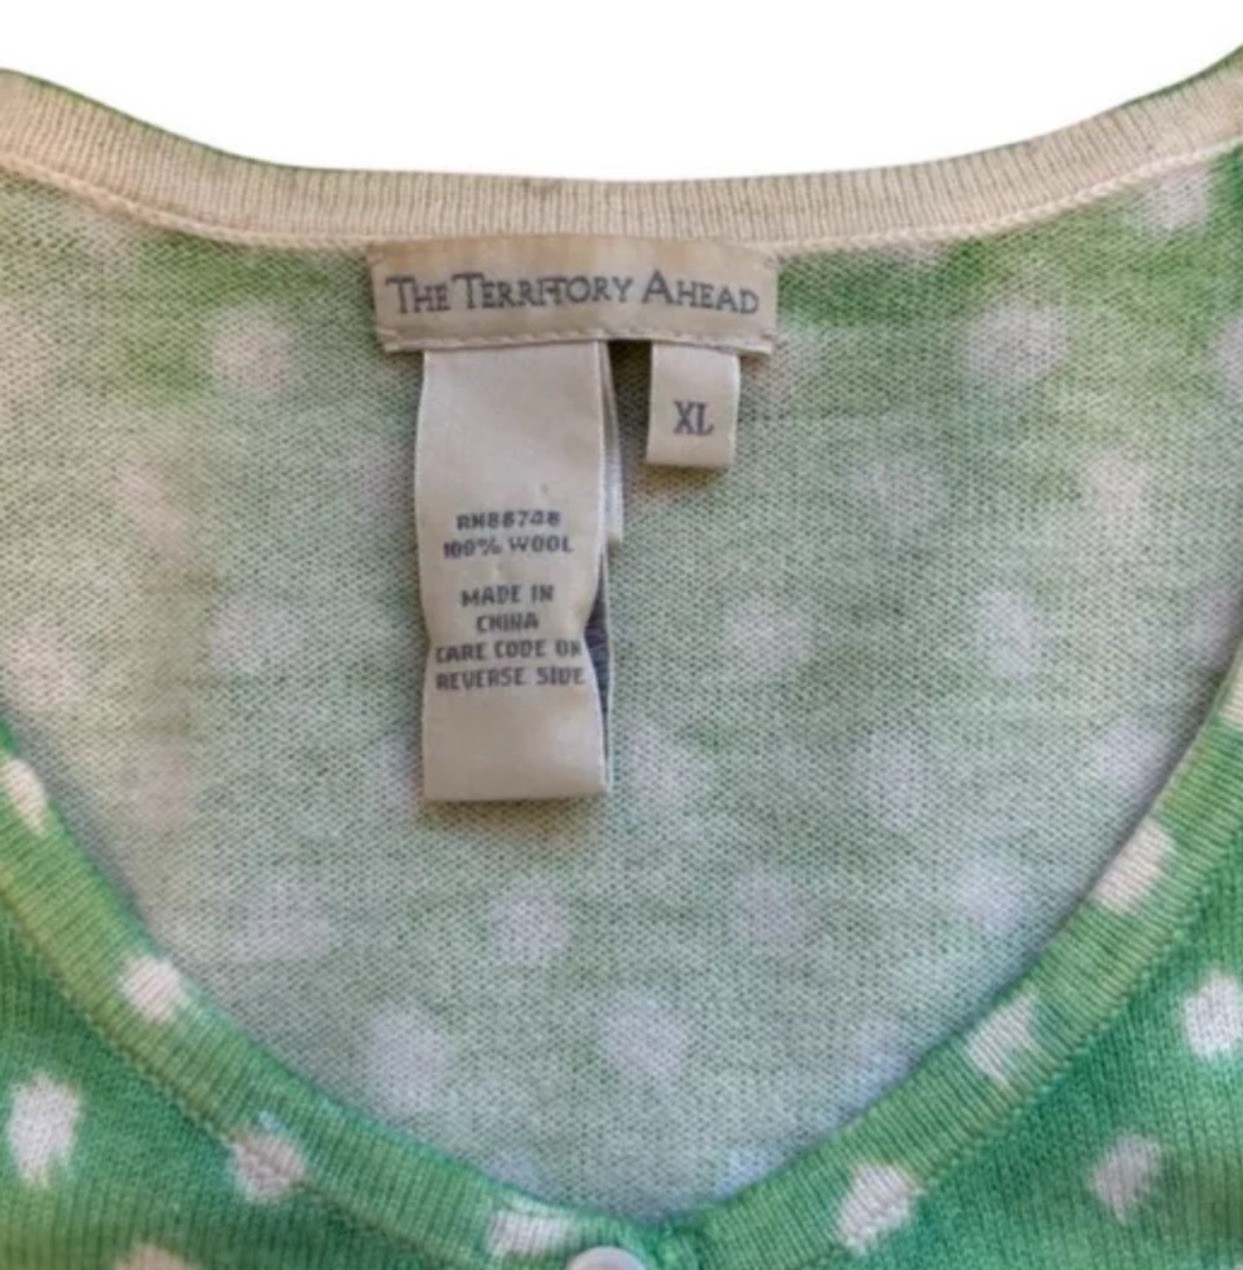 THE TERRITORY AHEAD
XL
RN88748
100% WOOL
MADE IN
CHINA
CARE CODE ON
REVERSE SIDE